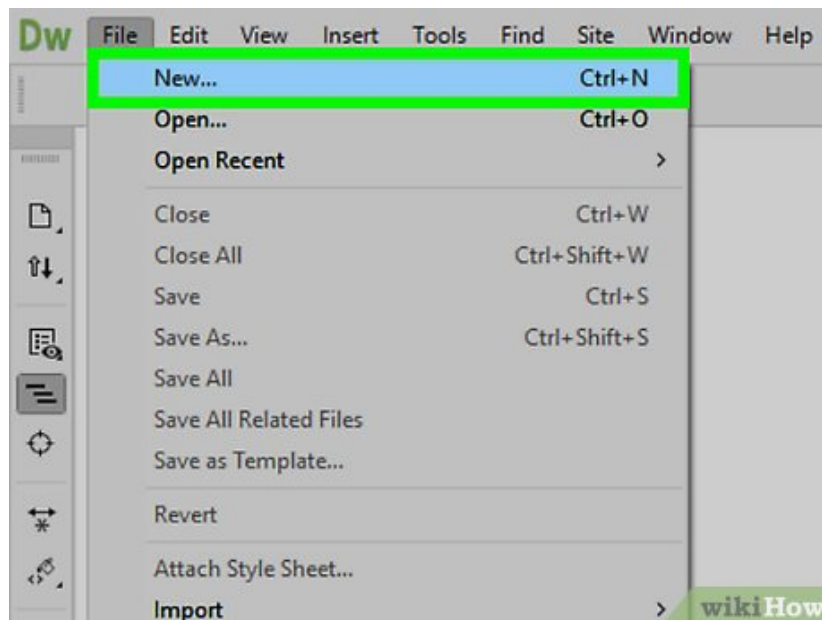 Dw File Edit View Insert Tools Find Site Window Help
New... Ctrl+N
Open... Ctrl+O
Open Recent >
Close Ctrl+W
Close All Ctrl+Shift+W
Save Ctrl+S
Save As... Ctrl+Shift+S
Save All
Save All Related Files
Save as Template...
Revert
Attach Style Sheet...
Import >
wikiHow